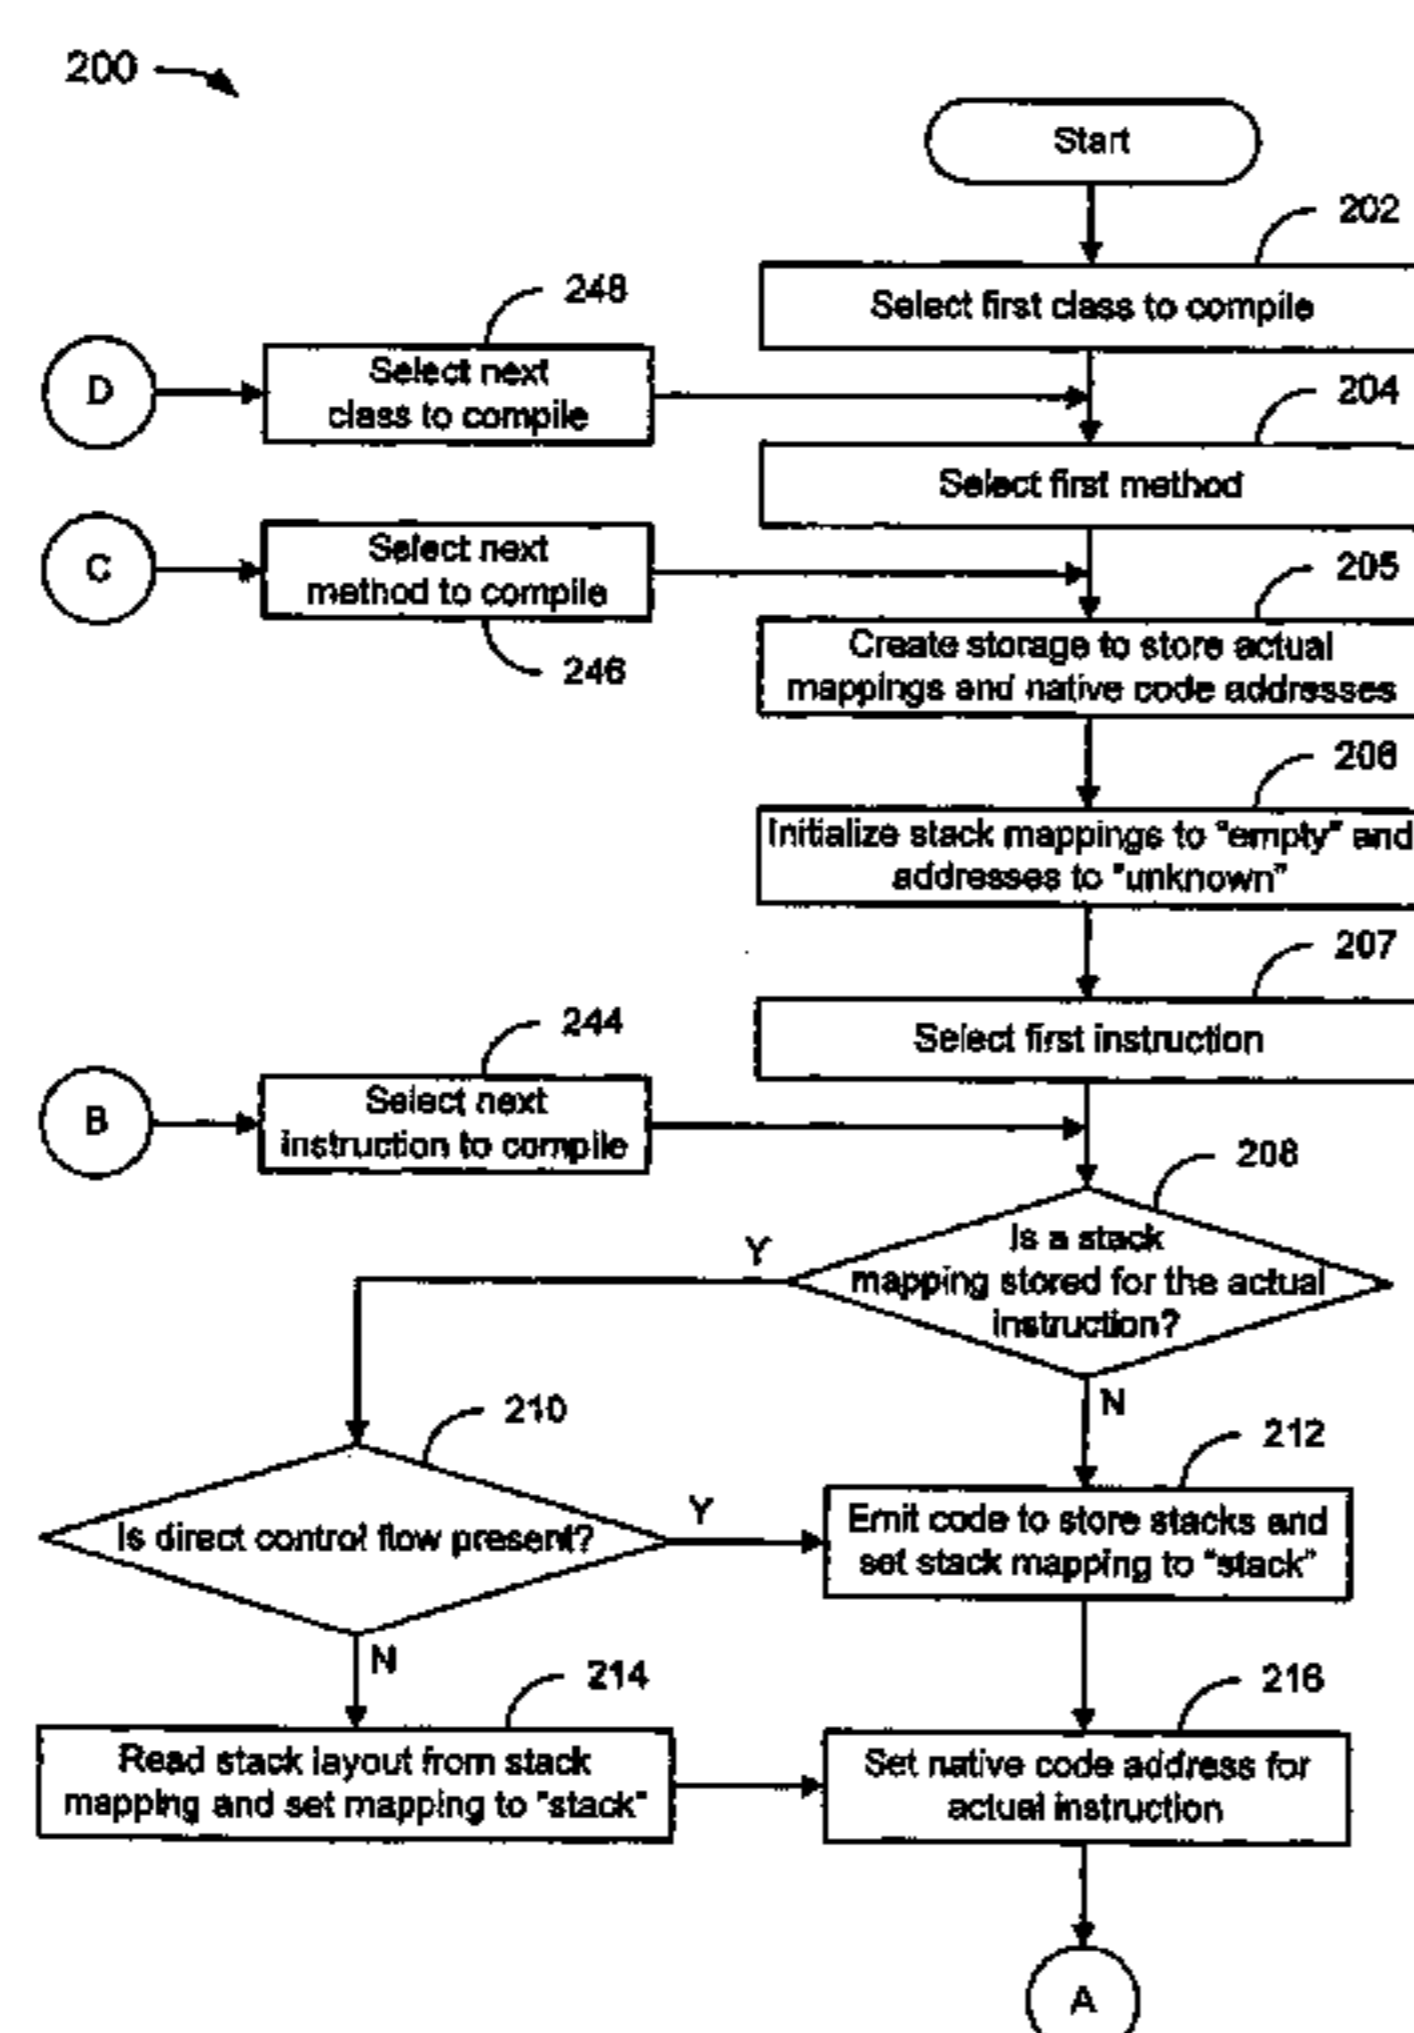 200
Start
202
Select first class to compile
248
D
Select next
class to compile
204
Select first method
C
Select next
method to compile
246
205
Create storage to store actual
mappings and native code addresses
206
Initialize stack mappings to "empty" and
addresses to "unknown"
207
Select first instruction
244
B
Select next
instruction to compile
208
Is a stack
mapping stored for the actual
instruction?
Y
N
210
Is direct control flow present?
Y
N
212
Emit code to store stacks and
set stack mapping to "stack"
214
Read stack layout from stack
mapping and set mapping to "stack"
216
Set native code address for
actual instruction
A